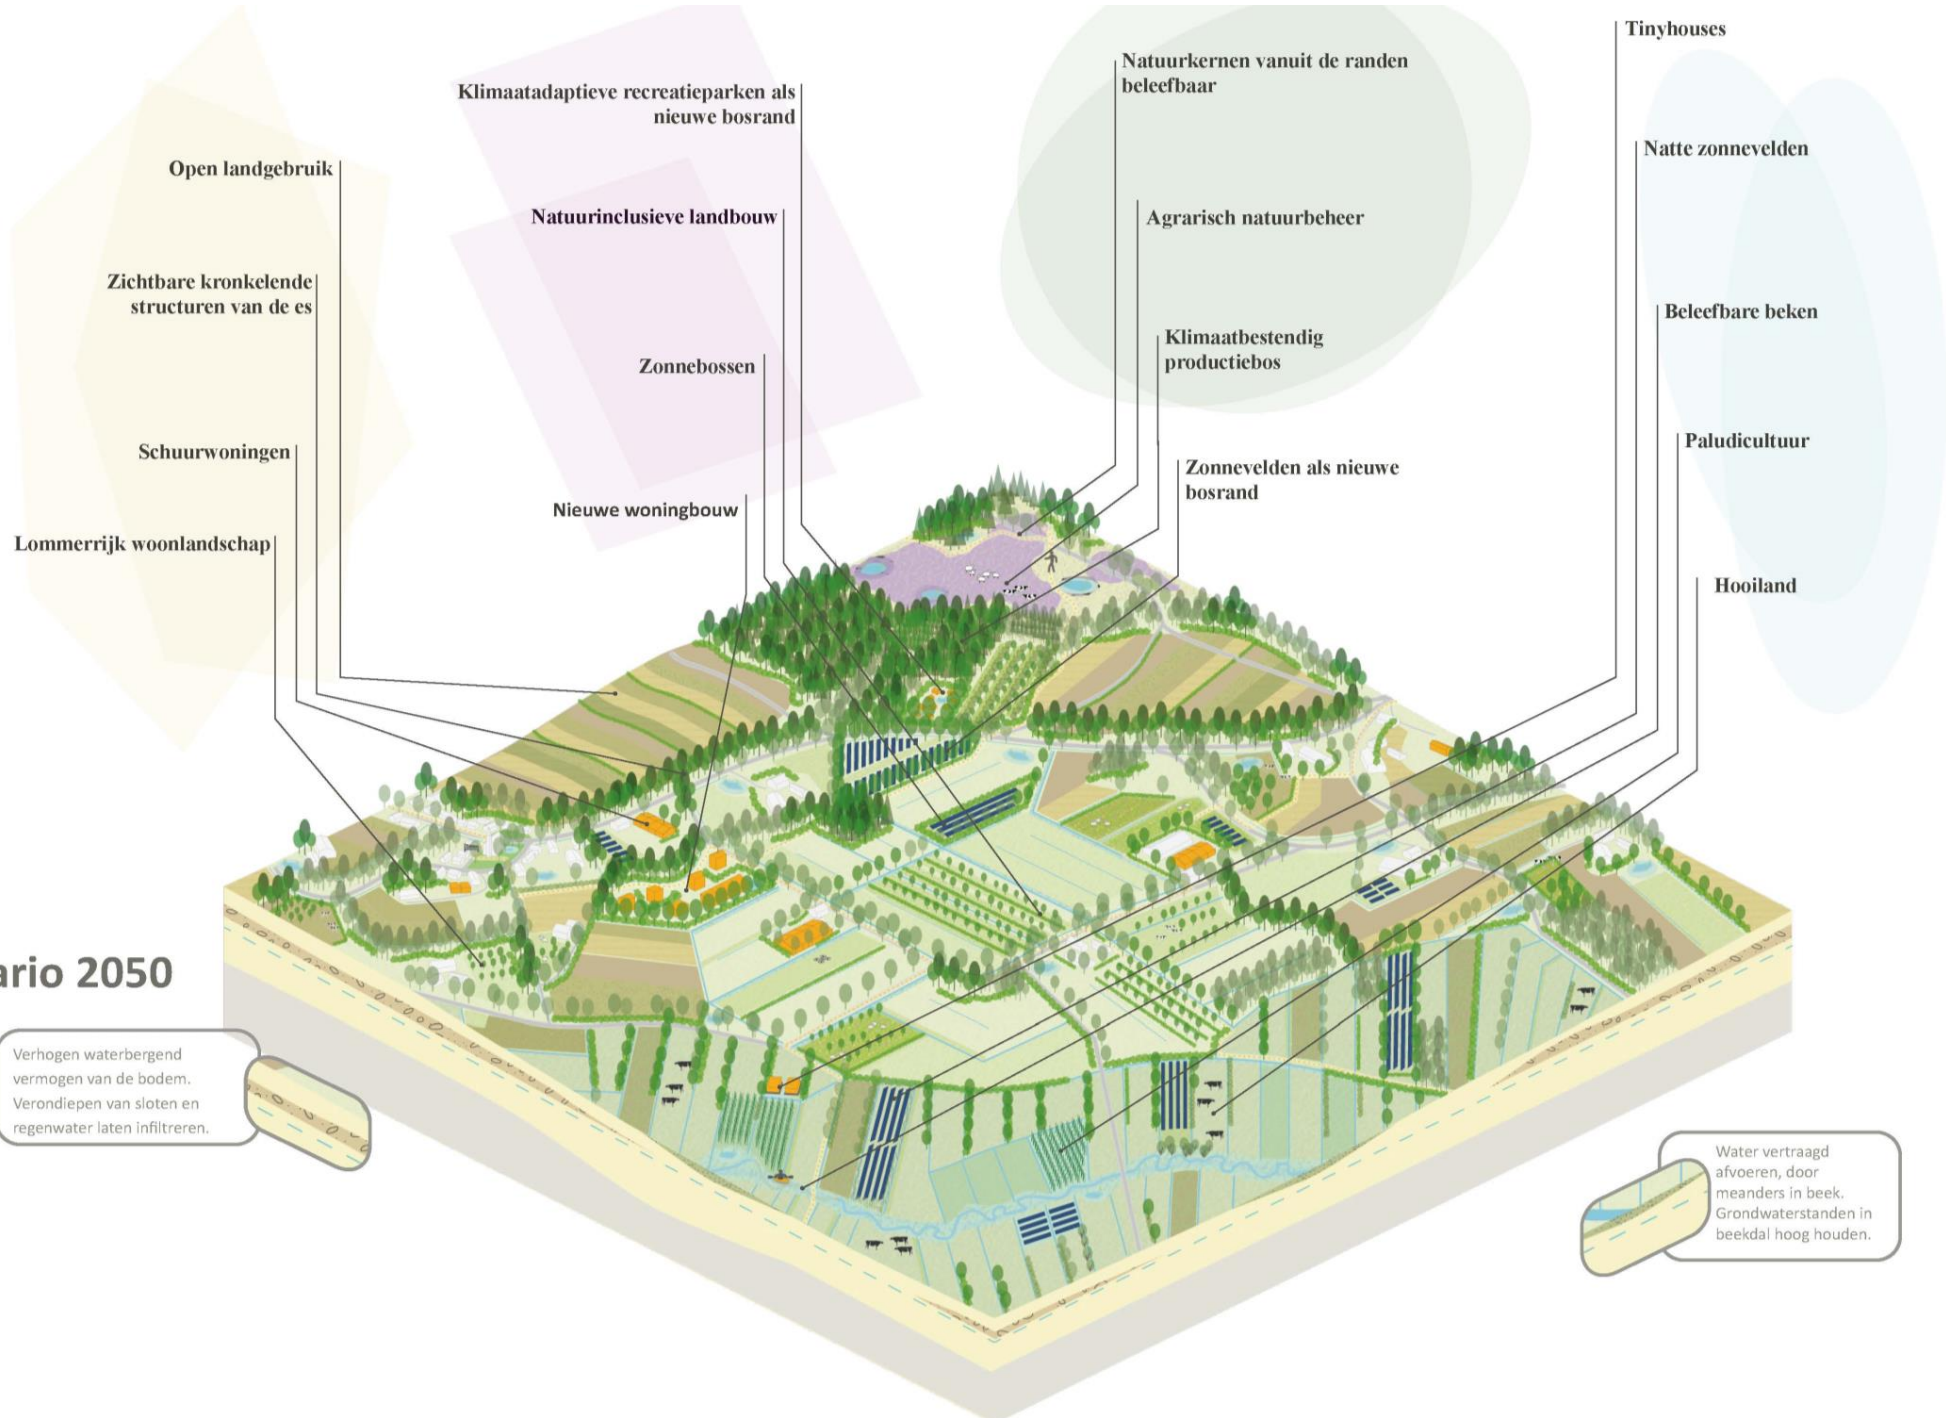 Tinyhouses
Natuurkernen vanuit de randen
beleefbaar
Klimaatadaptieve recreatieparken als
nieuwe bosrand
Natte zonnevelden
Open landgebruik
Natuurinclusieve landbouw
Agrarisch natuurbeheer
Zichtbare kronkelende
structuren van de es
Beleefbare beken
Klimaatbestendig
productiebos
Zonnebossen
Paludicultuur
Schuurwoningen
Zonnevelden als nieuwe
bosrand
Nieuwe woningbouw
Lommerrijk woonlandschap
Hooiland
ario 2050
Verhogen waterbergend
vermogen van de bodem.
Verondiepen van sloten en
regenwater laten infiltreren.
Water vertraagd
afvoeren, door
meanders in beek.
Grondwaterstanden in
beekdal hoog houden.